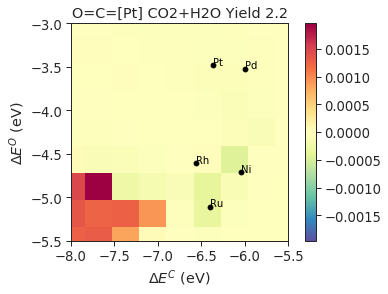 O=C=[Pt] CO2+H2O Yield 2.2
−3.0
−3.5
−4.0
−4.5
−5.0
−5.5
ΔE^O (eV)
Pt
Pd
Rh
Ni
Ru
−8.0 −7.5 −7.0 −6.5 −6.0 −5.5
ΔE^C (eV)
0.0015
0.0010
0.0005
0.0000
−0.0005
−0.0010
−0.0015